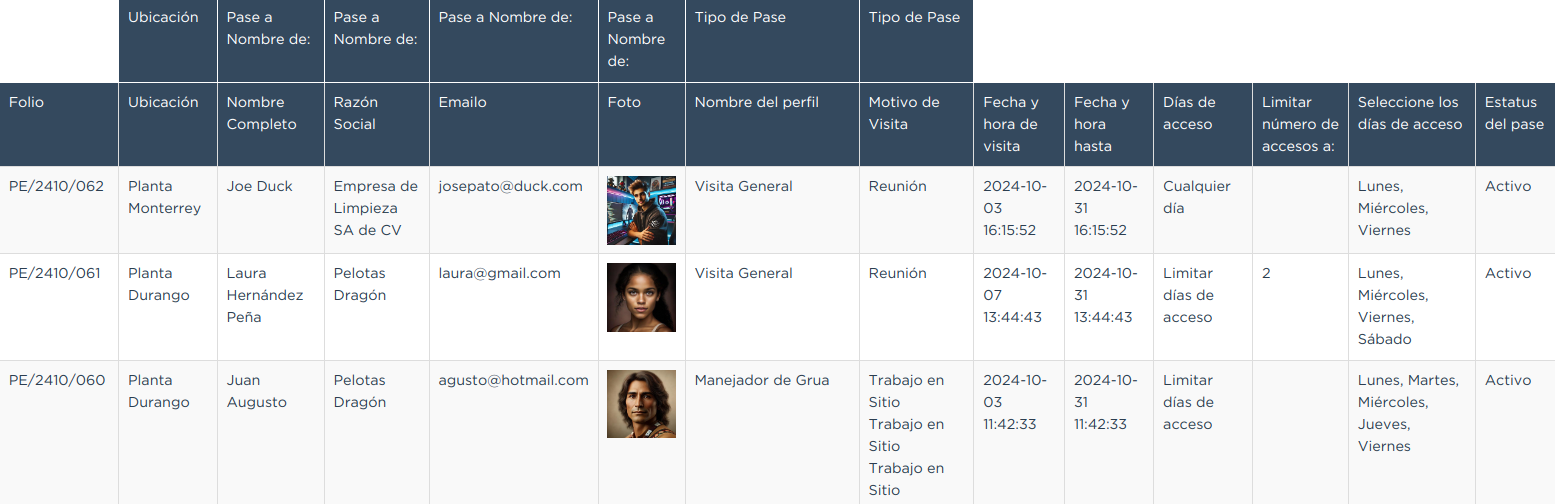 Ubicación Pase a Nombre de: Pase a Nombre de: Pase a Nombre de: Pase a Nombre de: Tipo de Pase Tipo de Pase
Folio Ubicación Nombre Completo Razón Social Emailo Foto Nombre del perfil Motivo de Visita Fecha y hora de visita Fecha y hora hasta Días de acceso Limitar número de accesos a: Seleccione los días de acceso Estatus del pase
PE/2410/062 Planta Monterrey Joe Duck Empresa de Limpieza SA de CV josepato@duck.com Visita General Reunión 2024-10-03 16:15:52 2024-10-31 16:15:52 Cualquier día Lunes, Miércoles, Viernes Activo
PE/2410/061 Planta Durango Laura Hernández Peña Pelotas Dragón laura@gmail.com Visita General Reunión 2024-10-07 13:44:43 2024-10-31 13:44:43 Limitar días de acceso 2 Lunes, Miércoles, Viernes, Sábado Activo
PE/2410/060 Planta Durango Juan Augusto Pelotas Dragón agusto@hotmail.com Manejador de Grua Trabajo en Sitio Trabajo en Sitio Trabajo en Sitio 2024-10-03 11:42:33 2024-10-31 11:42:33 Limitar días de acceso Lunes, Martes, Miércoles, Jueves, Viernes Activo